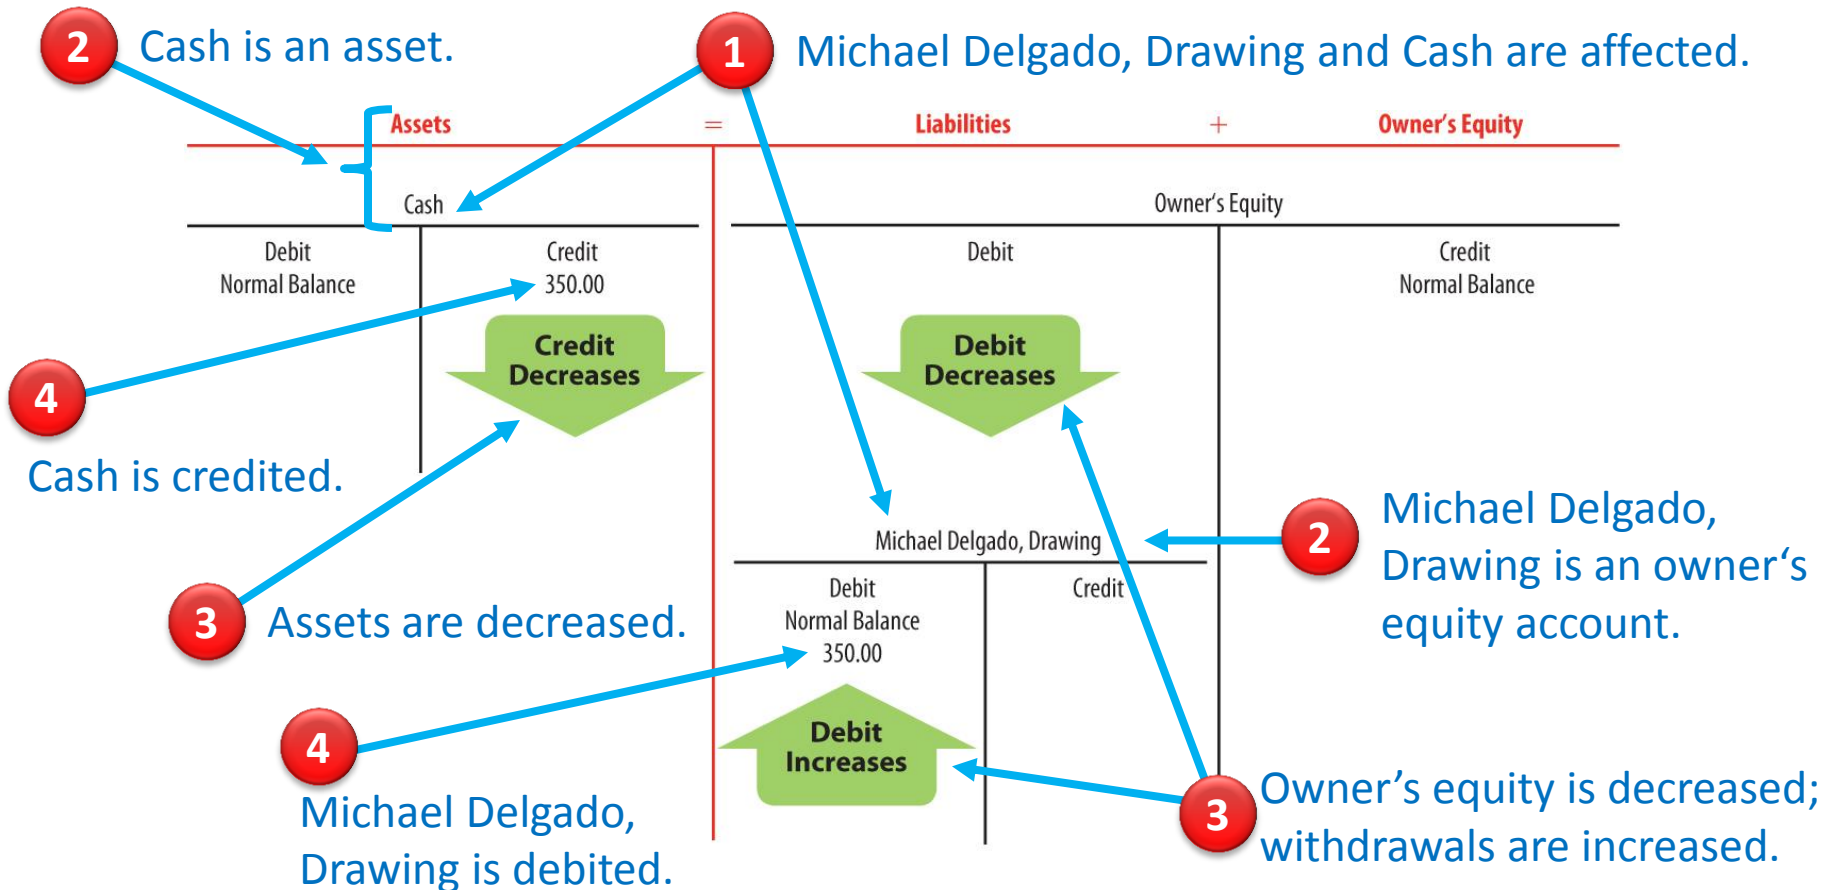 2 Cash is an asset.
1 Michael Delgado, Drawing and Cash are affected.
Assets = Liabilities + Owner's Equity
Cash
Owner's Equity
Debit Credit
Normal Balance 350.00
Debit Credit
Normal Balance
Credit
Decreases
Debit
Decreases
4
Cash is credited.
Michael Delgado, Drawing
2 Michael Delgado,
Drawing is an owner‘s
equity account.
Debit Credit
Normal Balance
350.00
3 Assets are decreased.
Debit
Increases
4
Michael Delgado,
Drawing is debited.
3 Owner’s equity is decreased;
withdrawals are increased.